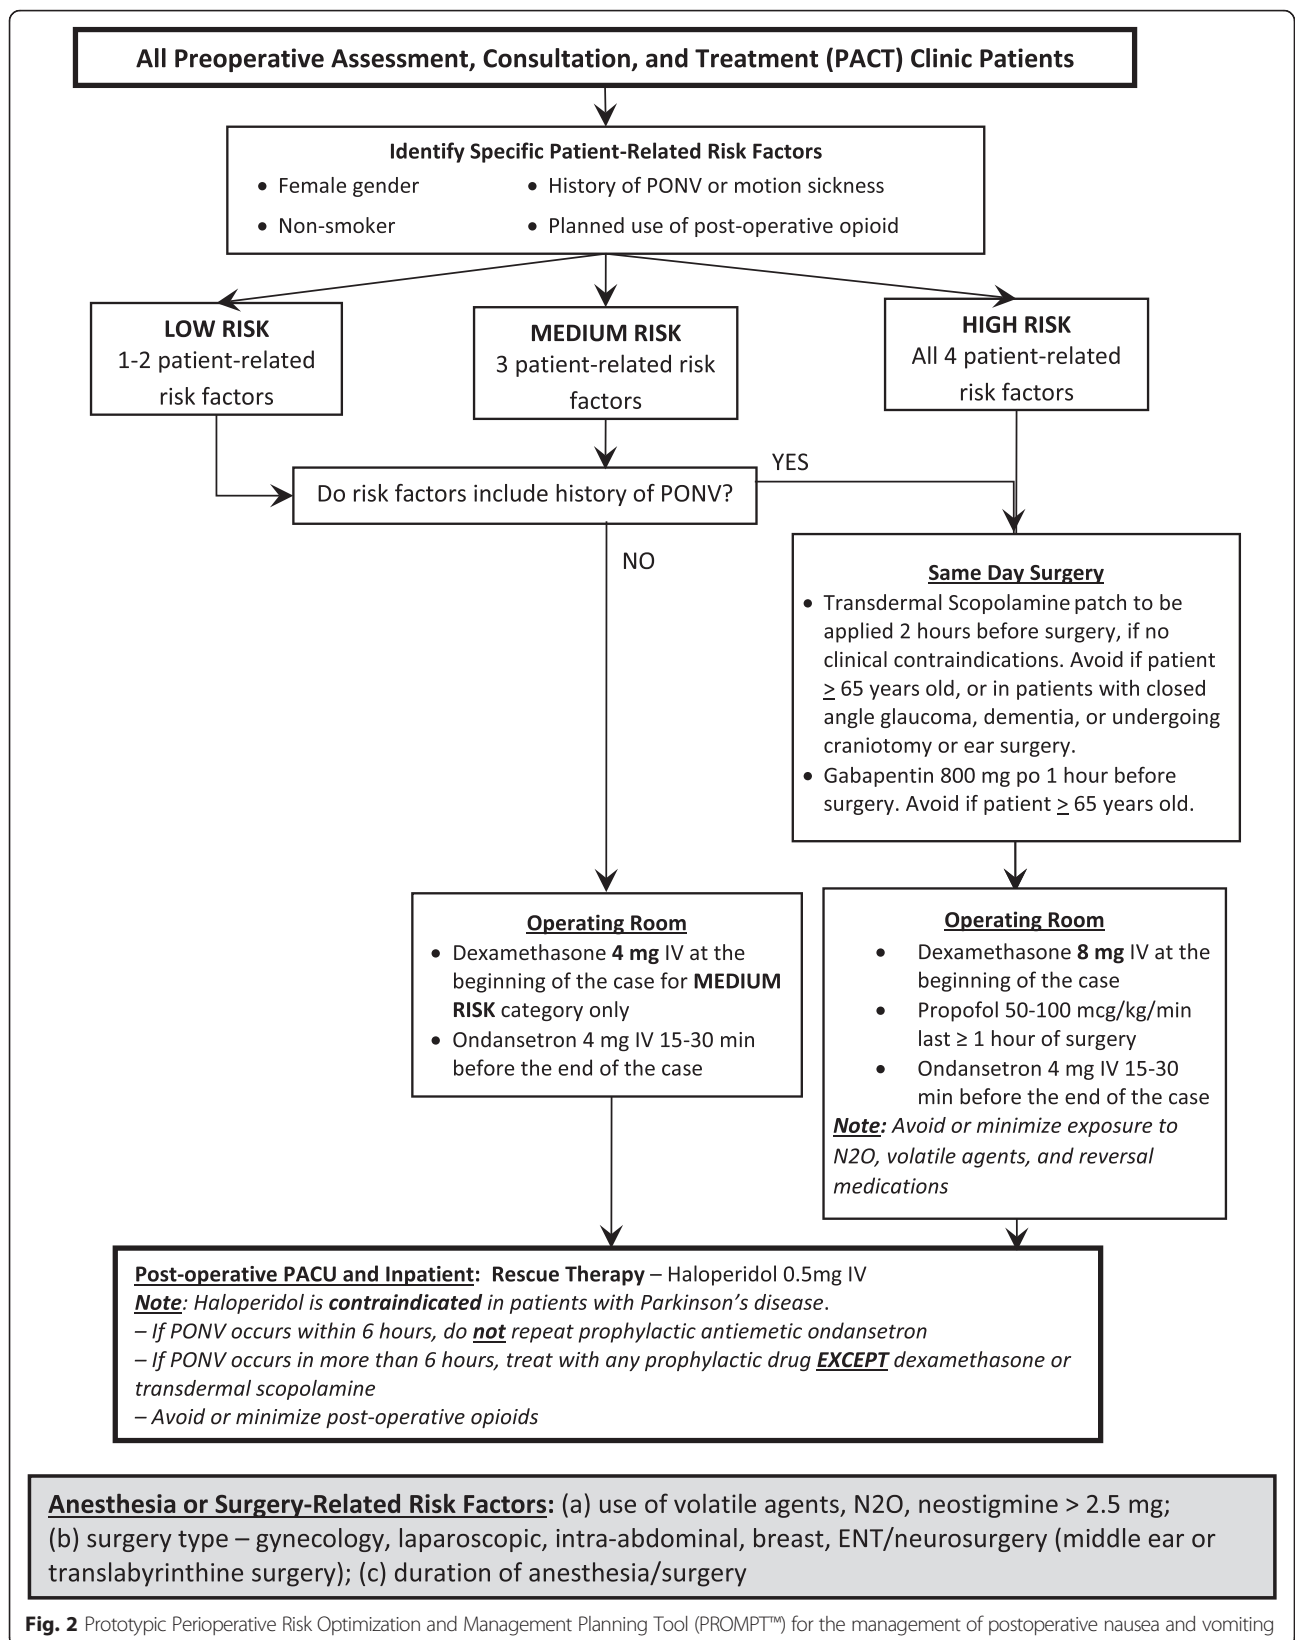 All Preoperative Assessment, Consultation, and Treatment (PACT) Clinic Patients
Identify Specific Patient-Related Risk Factors
• Female gender
• History of PONV or motion sickness
• Non-smoker
• Planned use of post-operative opioid
LOW RISK
1-2 patient-related
risk factors
MEDIUM RISK
3 patient-related risk
factors
HIGH RISK
All 4 patient-related
risk factors
Do risk factors include history of PONV?
YES
NO
Same Day Surgery
• Transdermal Scopolamine patch to be
applied 2 hours before surgery, if no
clinical contraindications. Avoid if patient
≥ 65 years old, or in patients with closed
angle glaucoma, dementia, or undergoing
craniotomy or ear surgery.
• Gabapentin 800 mg po 1 hour before
surgery. Avoid if patient ≥ 65 years old.
Operating Room
• Dexamethasone 4 mg IV at the
beginning of the case for MEDIUM
RISK category only
• Ondansetron 4 mg IV 15-30 min
before the end of the case
Operating Room
• Dexamethasone 8 mg IV at the
beginning of the case
• Propofol 50-100 mcg/kg/min
last ≥ 1 hour of surgery
• Ondansetron 4 mg IV 15-30
min before the end of the case
Note: Avoid or minimize exposure to
N2O, volatile agents, and reversal
medications
Post-operative PACU and Inpatient: Rescue Therapy – Haloperidol 0.5mg IV
Note: Haloperidol is contraindicated in patients with Parkinson's disease.
– If PONV occurs within 6 hours, do not repeat prophylactic antiemetic ondansetron
– If PONV occurs in more than 6 hours, treat with any prophylactic drug EXCEPT dexamethasone or
transdermal scopolamine
– Avoid or minimize post-operative opioids
Anesthesia or Surgery-Related Risk Factors: (a) use of volatile agents, N2O, neostigmine > 2.5 mg;
(b) surgery type – gynecology, laparoscopic, intra-abdominal, breast, ENT/neurosurgery (middle ear or
translabyrinthine surgery); (c) duration of anesthesia/surgery
Fig. 2 Prototypic Perioperative Risk Optimization and Management Planning Tool (PROMPT™) for the management of postoperative nausea and vomiting